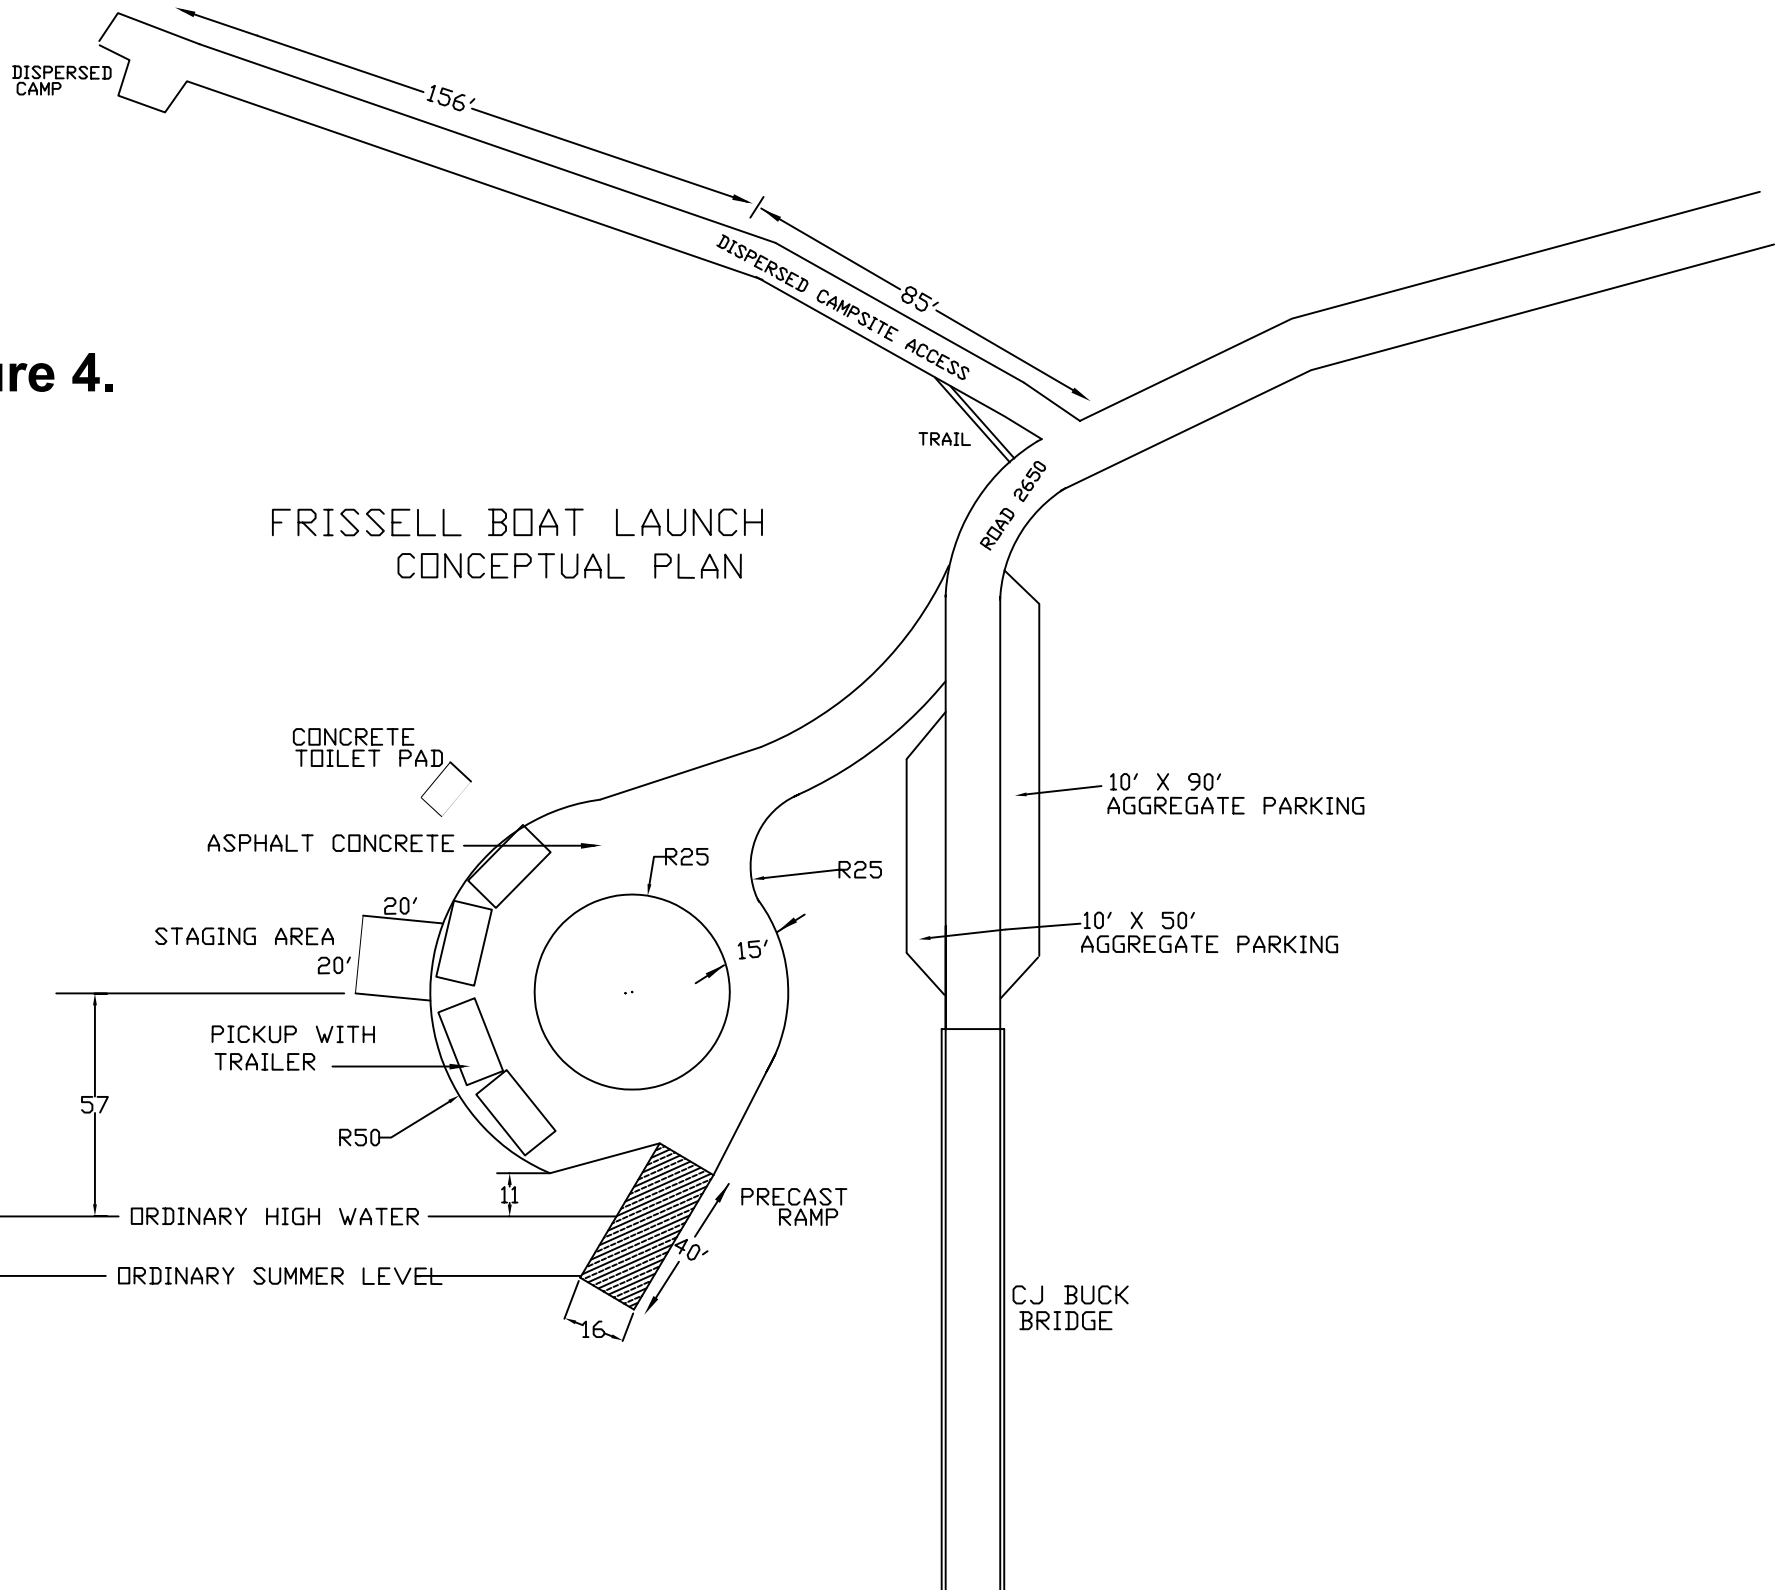 DISPERSED
CAMP
156'
85'
DISPERSED CAMPSITE ACCESS
ure 4.
TRAIL
ROAD 2650
FRISSELL BOAT LAUNCH
CONCEPTUAL PLAN
CONCRETE
TOILET PAD
10' X 90'
AGGREGATE PARKING
ASPHALT CONCRETE
R25
R25
20'
STAGING AREA
20'
15'
10' X 50'
AGGREGATE PARKING
PICKUP WITH
TRAILER
57
R50
11
PRECAST
RAMP
ORDINARY HIGH WATER
40'
ORDINARY SUMMER LEVEL
16
CJ BUCK
BRIDGE